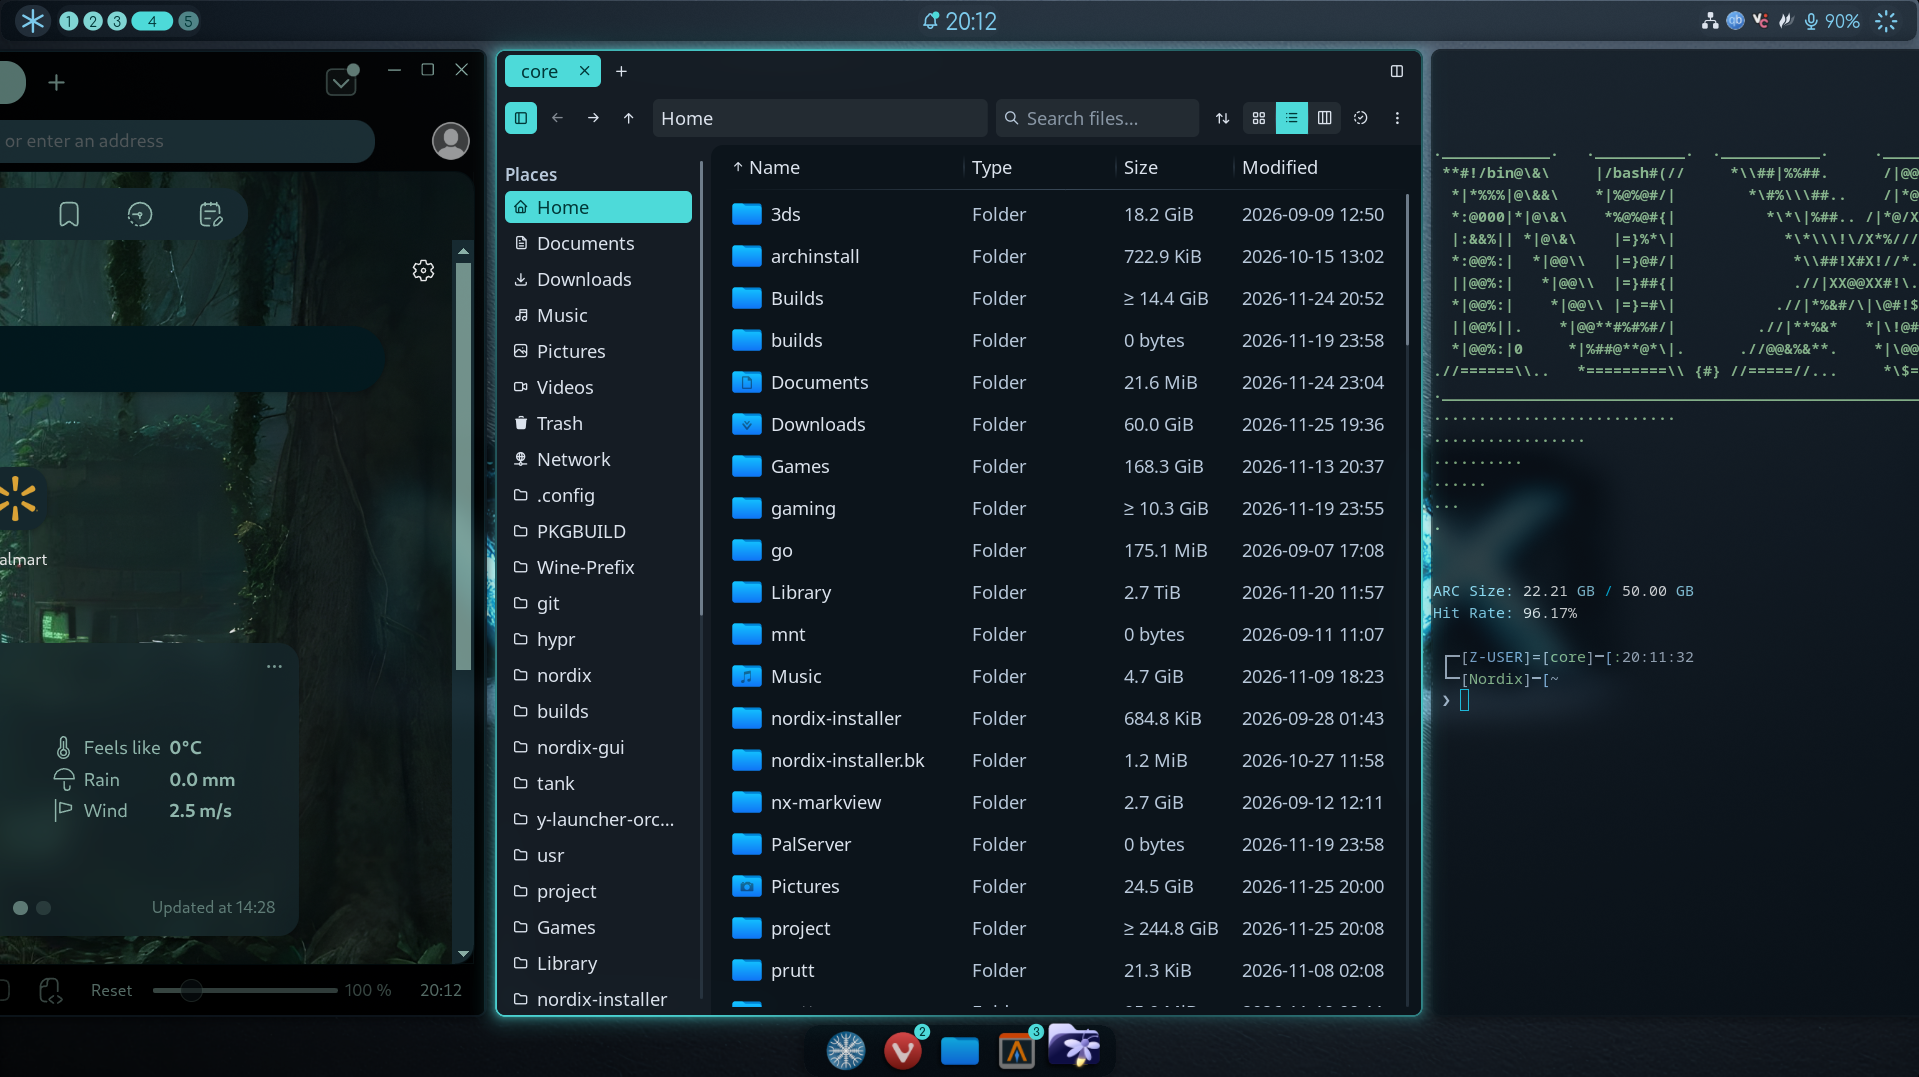 1 2 3 4 5
20:12
qb
90%
or enter an address
almart
Feels like 0°C
Rain 0.0 mm
Wind 2.5 m/s
Updated at 14:28
Reset 100 % 20:12
core
Home
Search files...
Places
Home
Documents
Downloads
Music
Pictures
Videos
Trash
Network
.config
PKGBUILD
Wine-Prefix
git
hypr
nordix
builds
nordix-gui
tank
y-launcher-orc...
usr
project
Games
Library
nordix-installer
Name Type Size Modified
3ds Folder 18.2 GiB 2026-09-09 12:50
archinstall Folder 722.9 KiB 2026-10-15 13:02
Builds Folder ≥ 14.4 GiB 2026-11-24 20:52
builds Folder 0 bytes 2026-11-19 23:58
Documents Folder 21.6 MiB 2026-11-24 23:04
Downloads Folder 60.0 GiB 2026-11-25 19:36
Games Folder 168.3 GiB 2026-11-13 20:37
gaming Folder ≥ 10.3 GiB 2026-11-19 23:55
go Folder 175.1 MiB 2026-09-07 17:08
Library Folder 2.7 TiB 2026-11-20 11:57
mnt Folder 0 bytes 2026-09-11 11:07
Music Folder 4.7 GiB 2026-11-09 18:23
nordix-installer Folder 684.8 KiB 2026-09-28 01:43
nordix-installer.bk Folder 1.2 MiB 2026-10-27 11:58
nx-markview Folder 2.7 GiB 2026-09-12 12:11
PalServer Folder 0 bytes 2026-11-19 23:58
Pictures Folder 24.5 GiB 2026-11-25 20:00
project Folder ≥ 244.8 GiB 2026-11-25 20:08
prutt Folder 21.3 KiB 2026-11-08 02:08
ARC Size: 22.21 GB / 50.00 GB
Hit Rate: 96.17%
[Z-USER]=[core]─[:20:11:32
[Nordix]─[~
❯
2
3